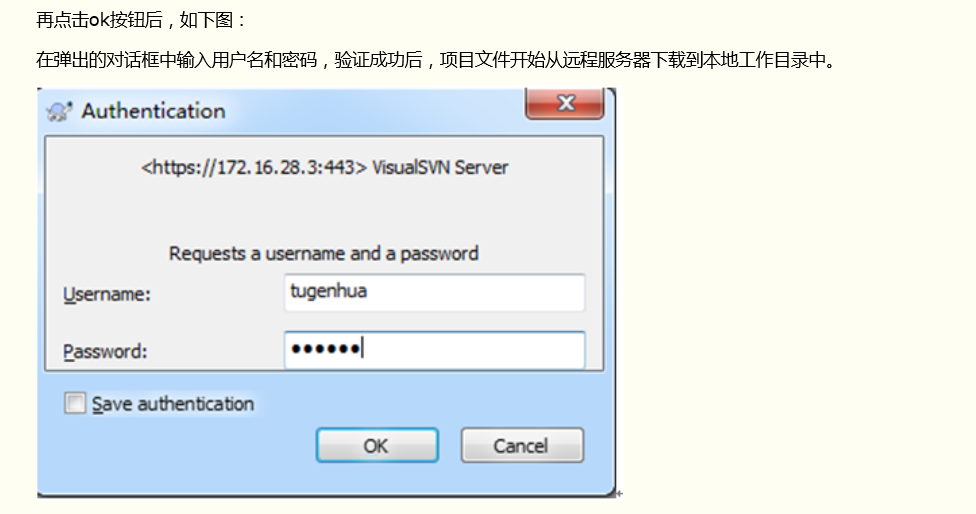 再点击ok按钮后，如下图：
在弹出的对话框中输入用户名和密码，验证成功后，项目文件开始从远程服务器下载到本地工作目录中。
Authentication
<https://172.16.28.3:443> VisualSVN Server
Requests a username and a password
Username: tugenhua
Password: ●●●●●●
Save authentication
OK Cancel